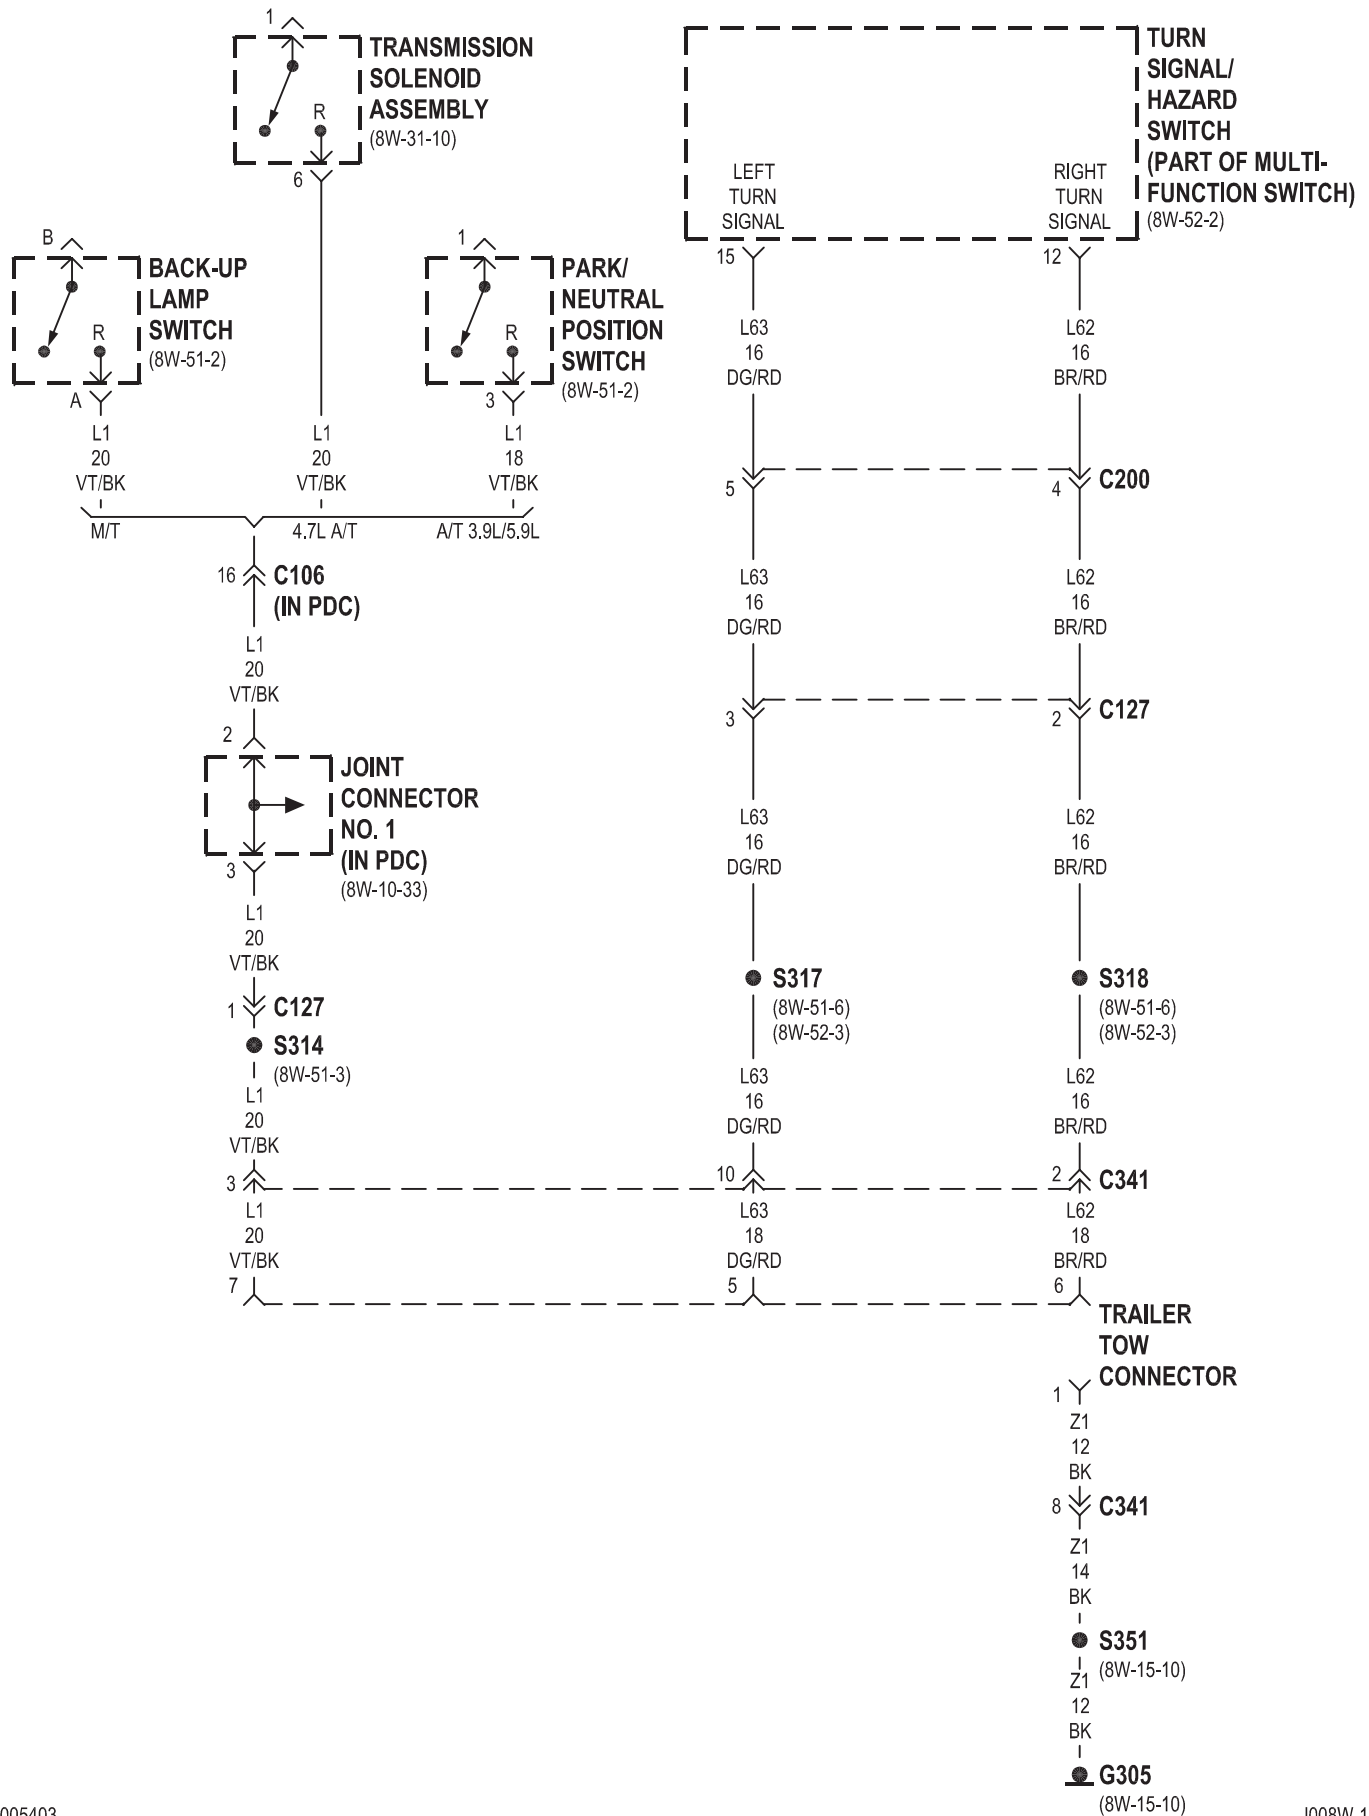 1
TRANSMISSION
SOLENOID
ASSEMBLY
(8W-31-10)
R
6
B
BACK-UP
LAMP
SWITCH
(8W-51-2)
R
A
1
PARK/
NEUTRAL
POSITION
SWITCH
(8W-51-2)
R
3
TURN
SIGNAL/
HAZARD
SWITCH
(PART OF MULTI-
FUNCTION SWITCH)
(8W-52-2)
LEFT
TURN
SIGNAL
RIGHT
TURN
SIGNAL
15
12
L1
20
VT/BK
L1
20
VT/BK
L1
18
VT/BK
M/T
4.7L A/T
A/T 3.9L/5.9L
16
C106
(IN PDC)
L1
20
VT/BK
2
JOINT
CONNECTOR
NO. 1
(IN PDC)
(8W-10-33)
3
L1
20
VT/BK
1
C127
S314
(8W-51-3)
L1
20
VT/BK
3
L1
20
VT/BK
7
L63
16
DG/RD
5
L63
16
DG/RD
3
L63
16
DG/RD
S317
(8W-51-6)
(8W-52-3)
L63
16
DG/RD
10
L63
18
DG/RD
5
L62
16
BR/RD
4
C200
L62
16
BR/RD
2
C127
L62
16
BR/RD
S318
(8W-51-6)
(8W-52-3)
L62
16
BR/RD
2
C341
L62
18
BR/RD
6
TRAILER
TOW
CONNECTOR
1
Z1
12
BK
8
C341
Z1
14
BK
S351
(8W-15-10)
Z1
12
BK
G305
(8W-15-10)